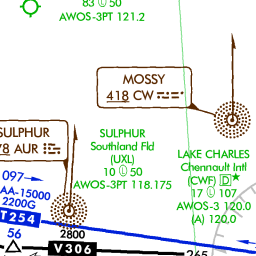 83 Ⓛ 50
AWOS-3PT 121.2
MOSSY
418 CW
SULPHUR
78 AUR
SULPHUR
Southland Fld
(UXL)
10 Ⓛ 50
AWOS-3PT 118.175
LAKE CHARLES
Chennault Intl
(CWF) D★
17 Ⓛ 107
AWOS-3 120.0
(A) 120.0
097
AA-15000
2200G
T254
56
2800
V306
265